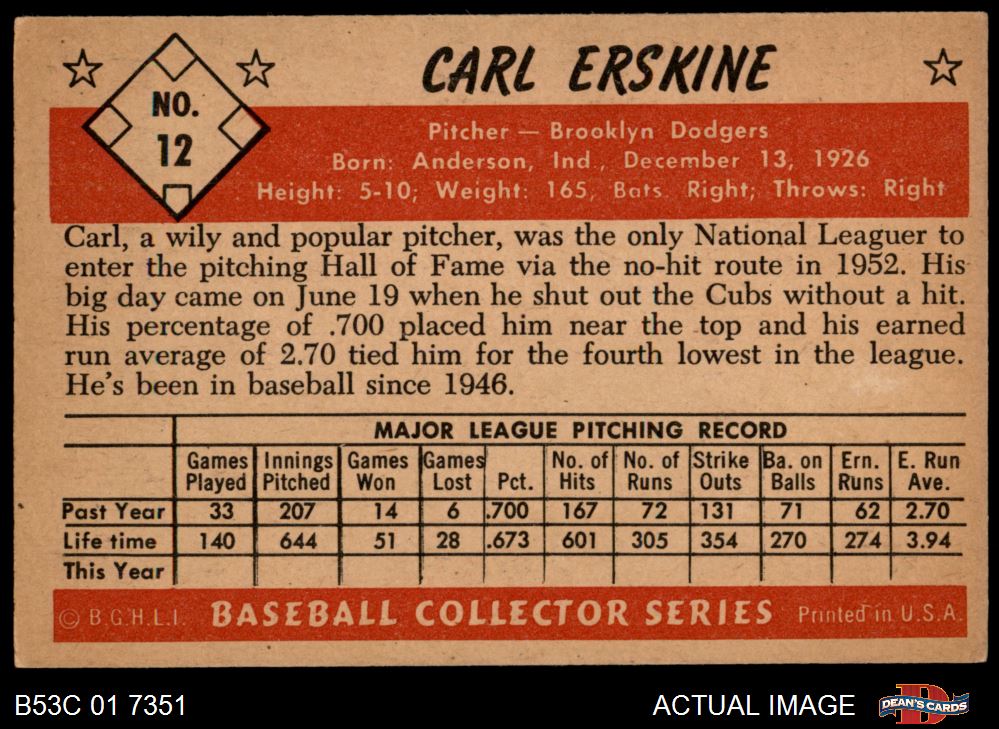 NO.
12
CARL ERSKINE
Pitcher — Brooklyn Dodgers
Born: Anderson, Ind., December 13, 1926
Height: 5-10; Weight: 165, Bats. Right; Throws: Right
Carl, a wily and popular pitcher, was the only National Leaguer to
enter the pitching Hall of Fame via the no-hit route in 1952. His
big day came on June 19 when he shut out the Cubs without a hit.
His percentage of .700 placed him near the top and his earned
run average of 2.70 tied him for the fourth lowest in the league.
He's been in baseball since 1946.
MAJOR LEAGUE PITCHING RECORD
Games Played Innings Pitched Games Won Games Lost Pct. No. of Hits No. of Runs Strike Outs Ba. on Balls Ern. Runs E. Run Ave.
Past Year 33 207 14 6 .700 167 72 131 71 62 2.70
Life time 140 644 51 28 .673 601 305 354 270 274 3.94
This Year
© B.G.H.L.I. BASEBALL COLLECTOR SERIES Printed in U.S.A.
B53C 01 7351 ACTUAL IMAGE DEAN'S CARDS